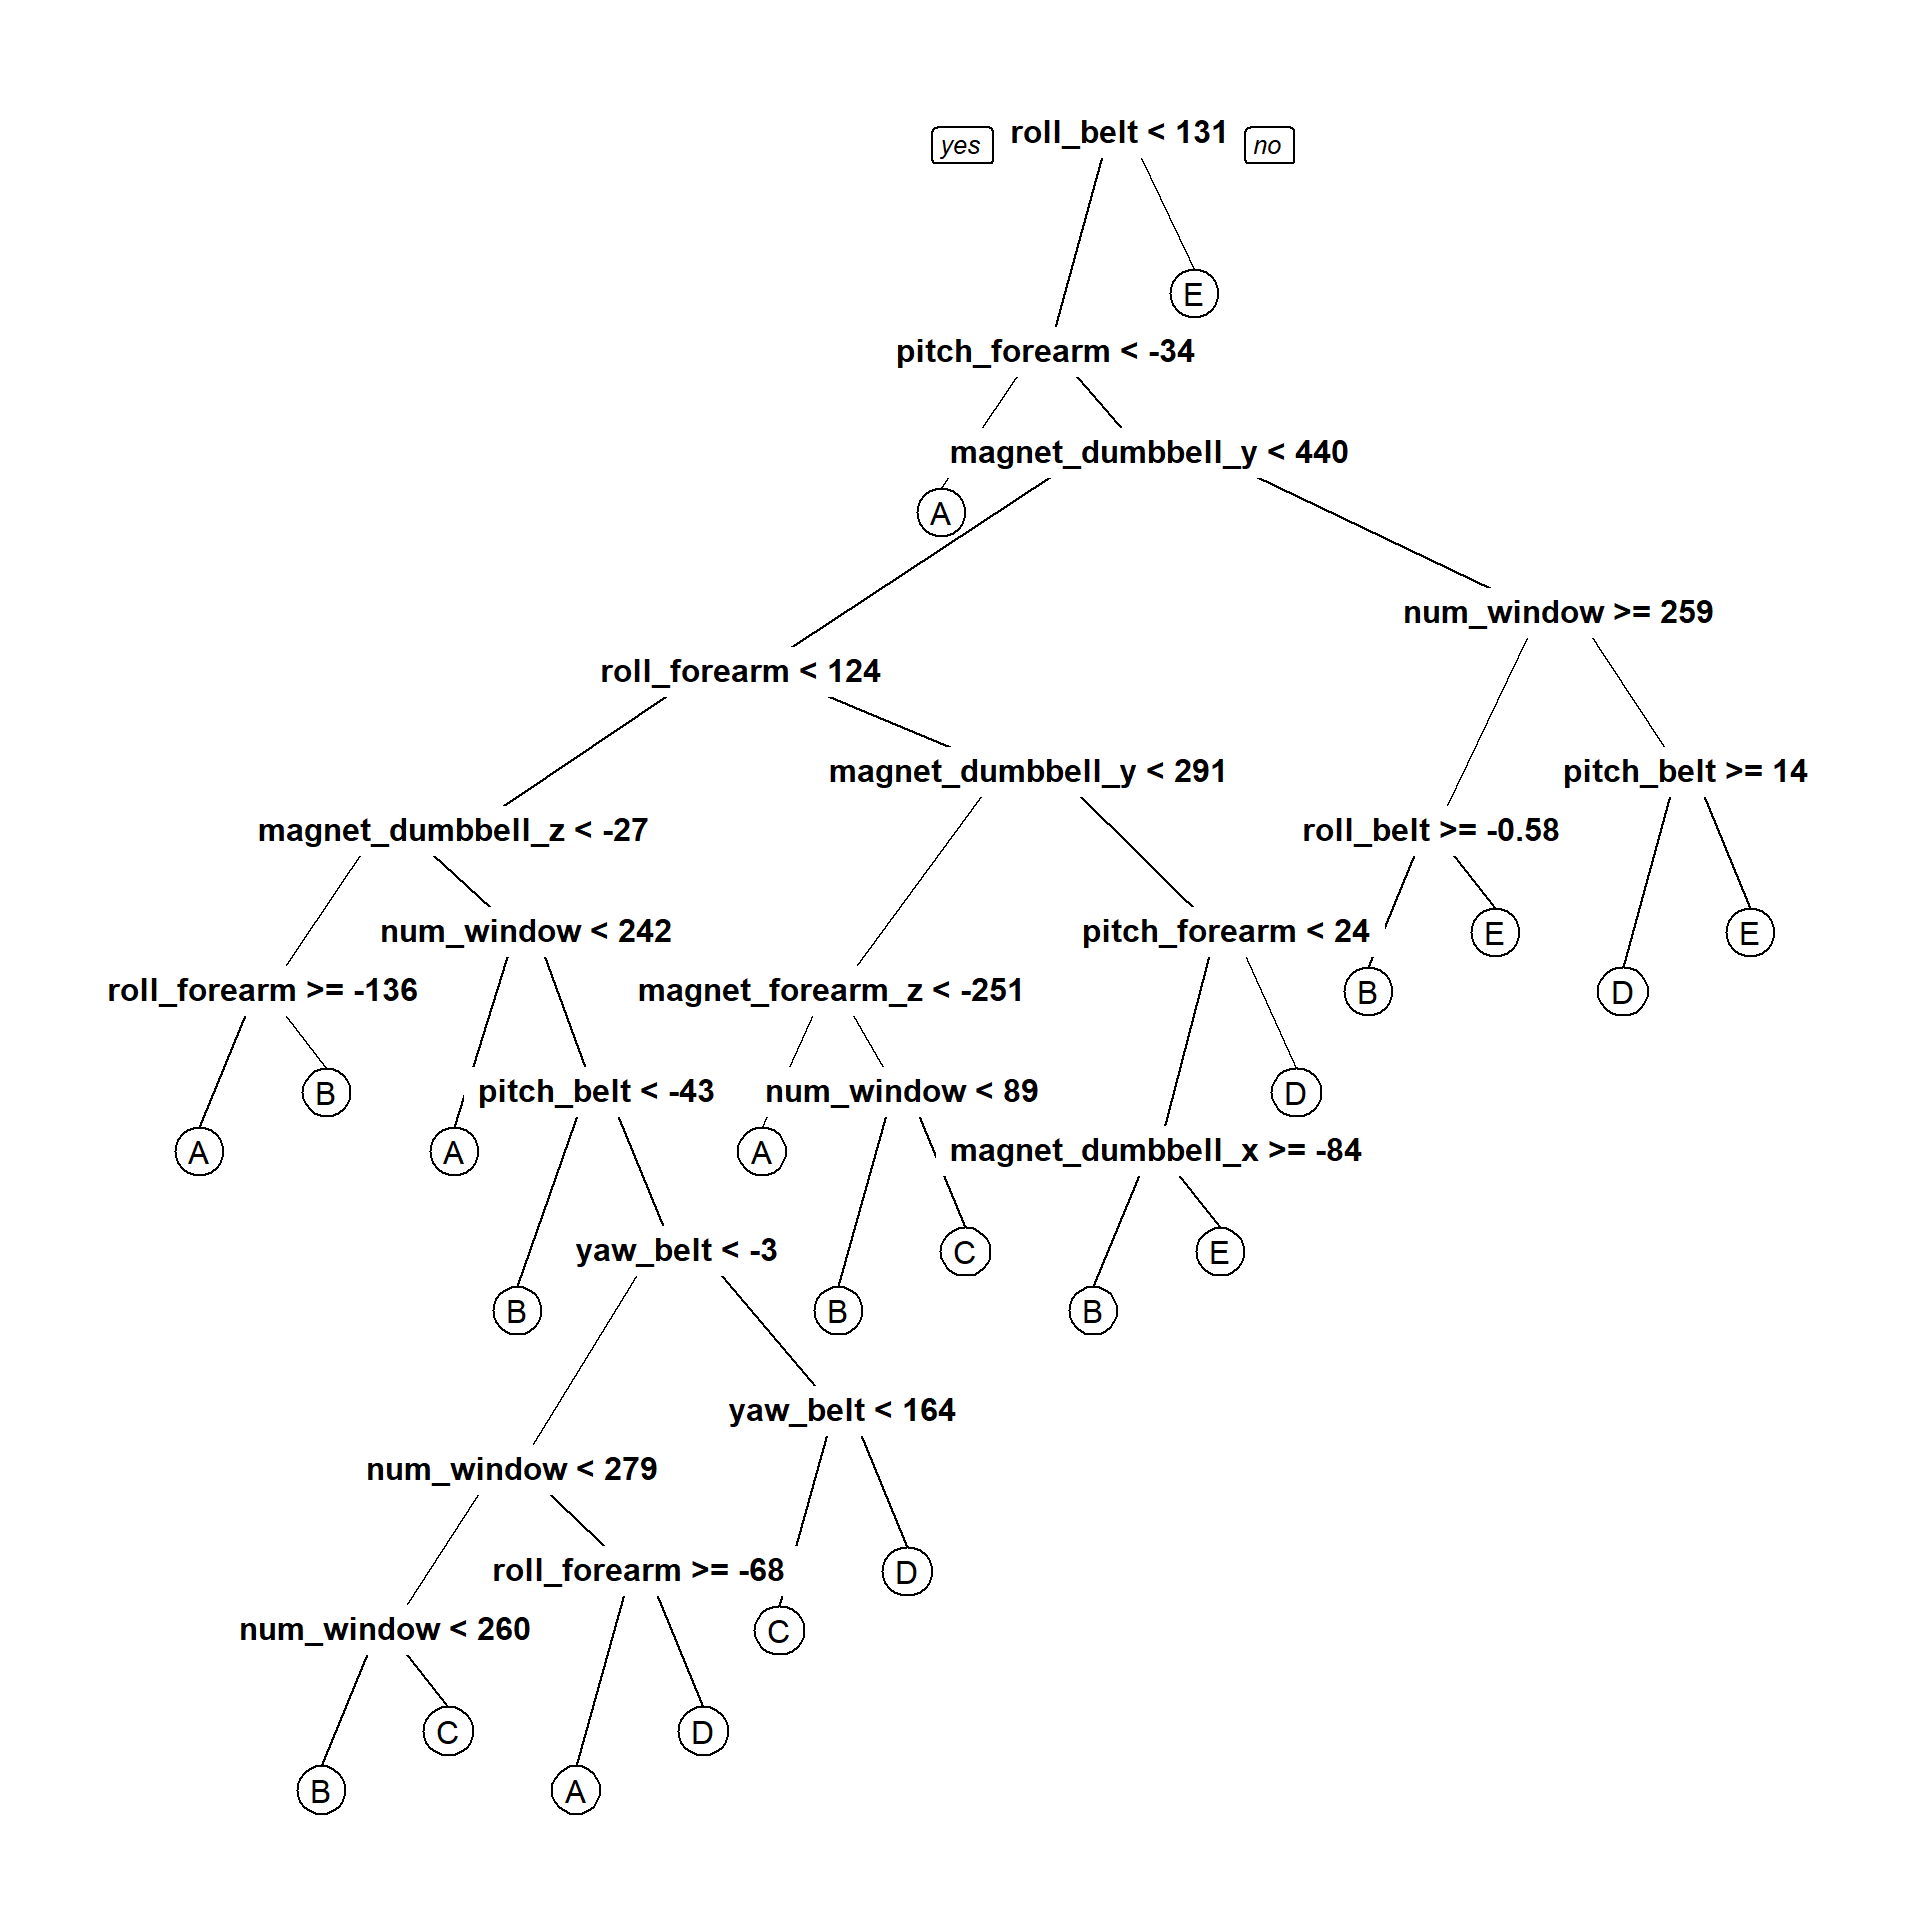 yes roll_belt < 131 no
E
pitch_forearm < -34
magnet_dumbbell_y < 440
A
num_window >= 259
roll_forearm < 124
magnet_dumbbell_y < 291 pitch_belt >= 14
magnet_dumbbell_z < -27 roll_belt >= -0.58
num_window < 242 pitch_forearm < 24 E E
roll_forearm >= -136 magnet_forearm_z < -251 B D
B pitch_belt < -43 num_window < 89 D
A A A magnet_dumbbell_x >= -84
yaw_belt < -3 C E
B B B
yaw_belt < 164
num_window < 279
roll_forearm >= -68 D
num_window < 260 C
C D
B A